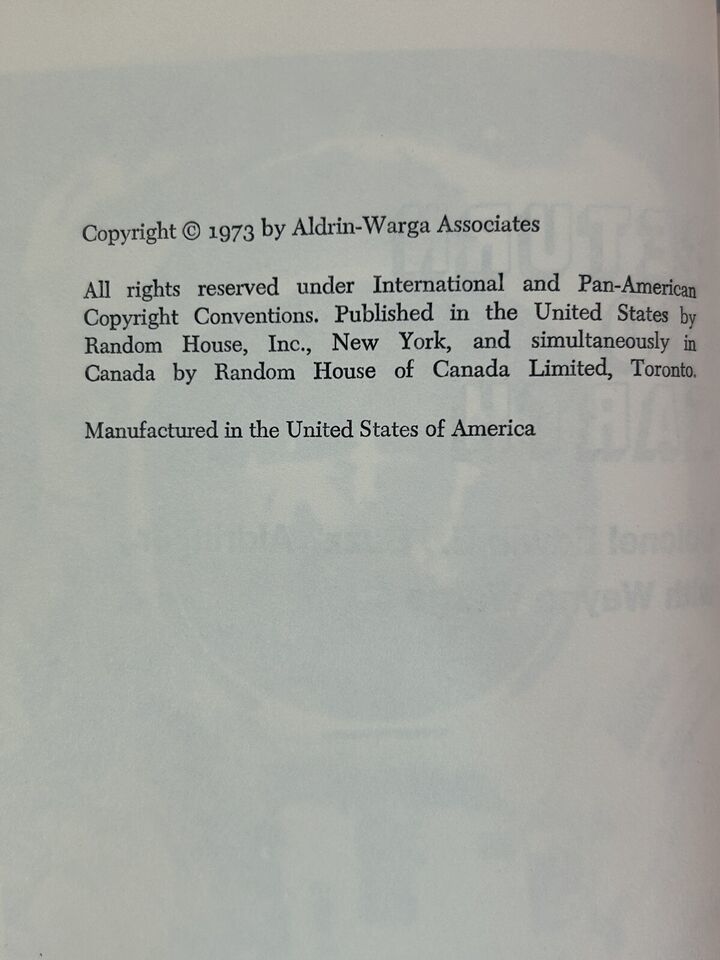 Copyright © 1973 by Aldrin-Warga Associates
All rights reserved under International and Pan-American
Copyright Conventions. Published in the United States by
Random House, Inc., New York, and simultaneously in
Canada by Random House of Canada Limited, Toronto.
Manufactured in the United States of America